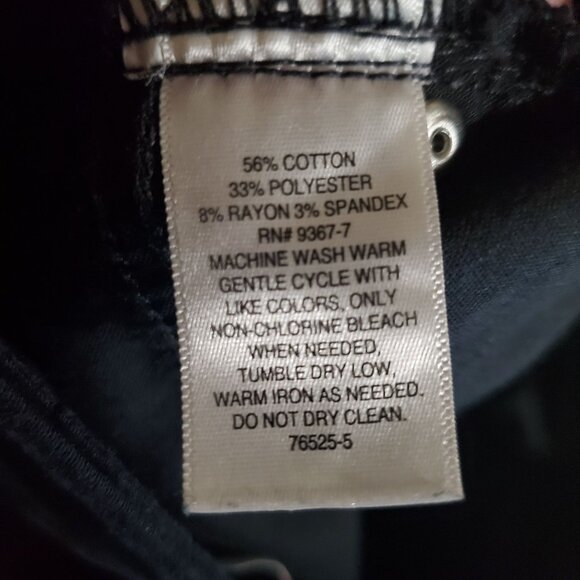 56% COTTON
33% POLYESTER
8% RAYON 3% SPANDEX
RN# 9367-7
MACHINE WASH WARM
GENTLE CYCLE WITH
LIKE COLORS, ONLY
NON-CHLORINE BLEACH
WHEN NEEDED,
TUMBLE DRY LOW,
WARM IRON AS NEEDED.
DO NOT DRY CLEAN.
76525-5